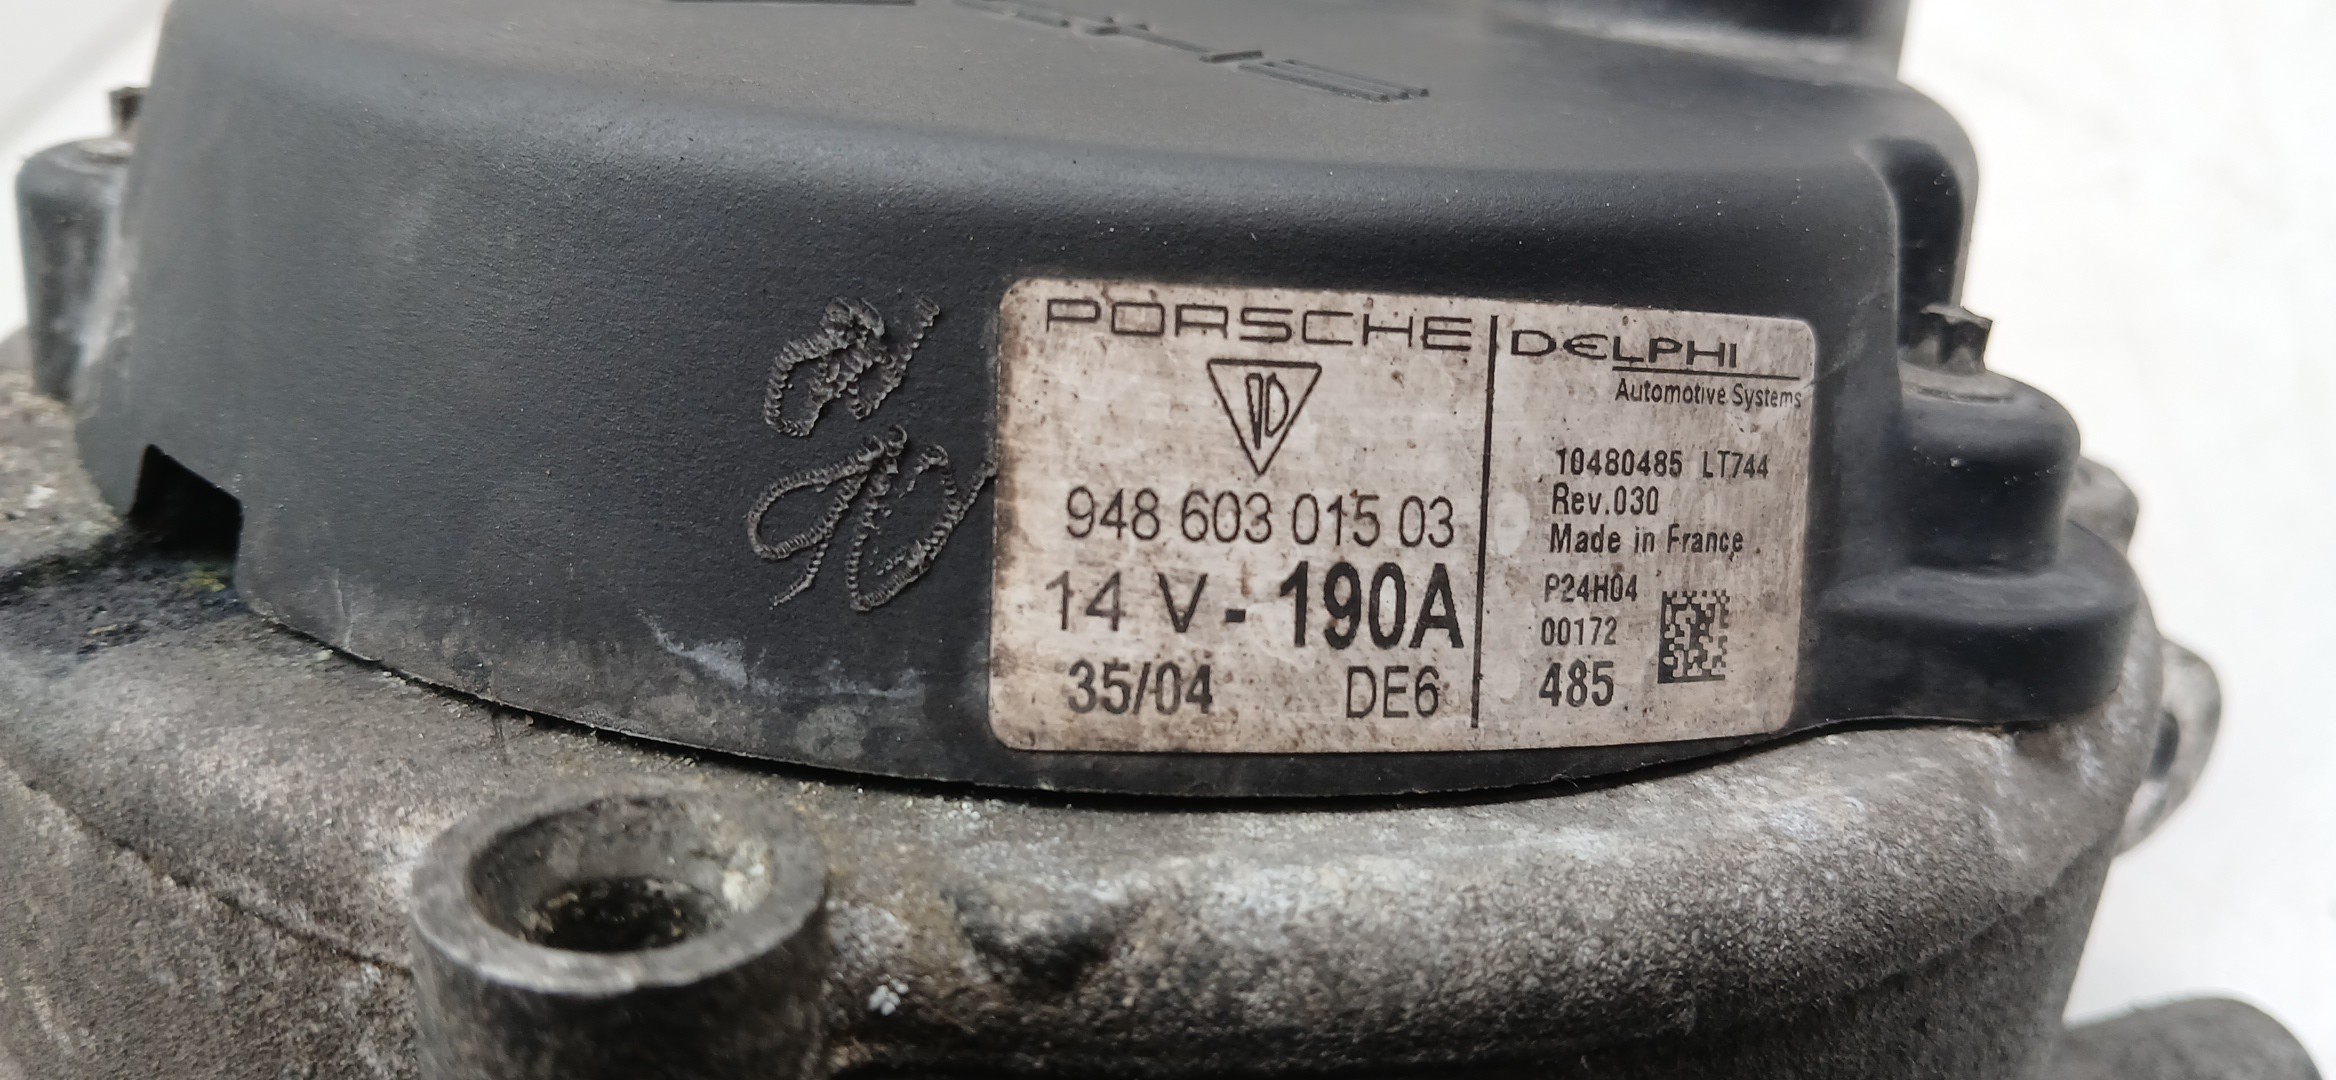 PORSCHE
948 603 015 03
14 V - 190A
35/04 DE6
DELPHI
Automotive Systems
10480485 LT744
Rev.030
Made in France
P24H04
00172
485